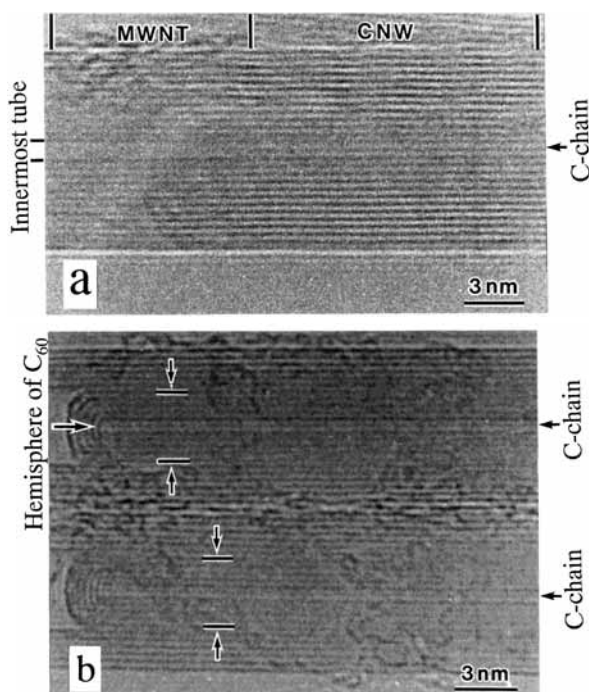 MWNT CNW
Innermost tube
C-chain
a
3 nm
Hemisphere of C60
C-chain
C-chain
b
3 nm